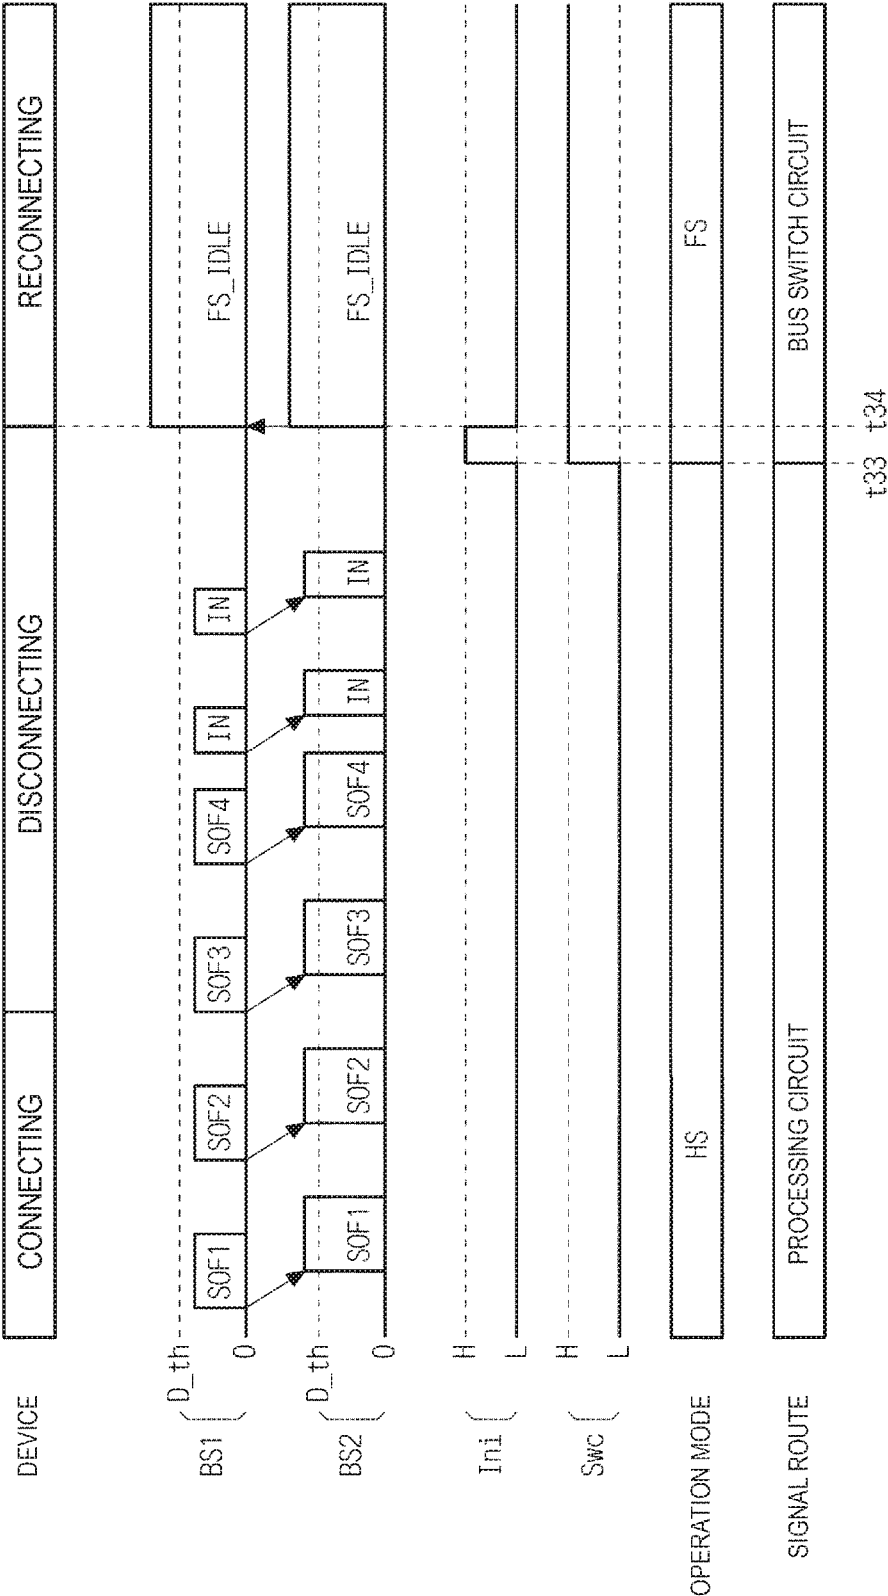 DEVICE
CONNECTING
DISCONNECTING
RECONNECTING
BS1
D_th
0
SOF1
SOF2
SOF3
SOF4
IN
IN
FS_IDLE
BS2
D_th
0
SOF1
SOF2
SOF3
SOF4
IN
IN
FS_IDLE
Ini
H
L
Swc
H
L
OPERATION MODE
HS
FS
SIGNAL ROUTE
PROCESSING CIRCUIT
BUS SWITCH CIRCUIT
t33
t34